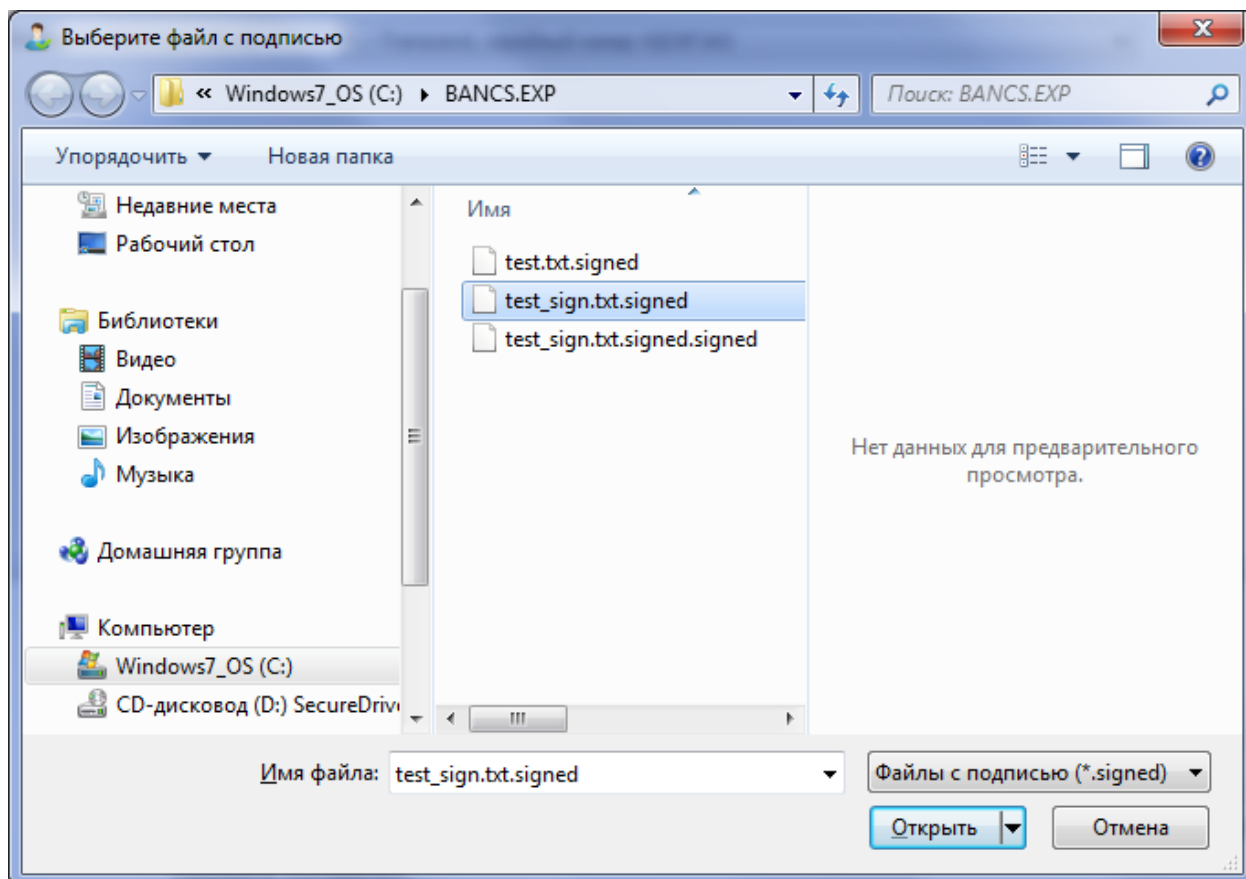 Выберите файл с подписью
« Windows7_OS (C:) BANCS.EXP
Поиск: BANCS.EXP
Упорядочить Новая папка
Недавние места
Рабочий стол
Библиотеки
Видео
Документы
Изображения
Музыка
Домашняя группа
Компьютер
Windows7_OS (C:)
CD-дисковод (D:) SecureDriv
Имя
test.txt.signed
test_sign.txt.signed
test_sign.txt.signed.signed
Нет данных для предварительного
просмотра.
Имя файла: test_sign.txt.signed
Файлы с подписью (*.signed)
Открыть Отмена